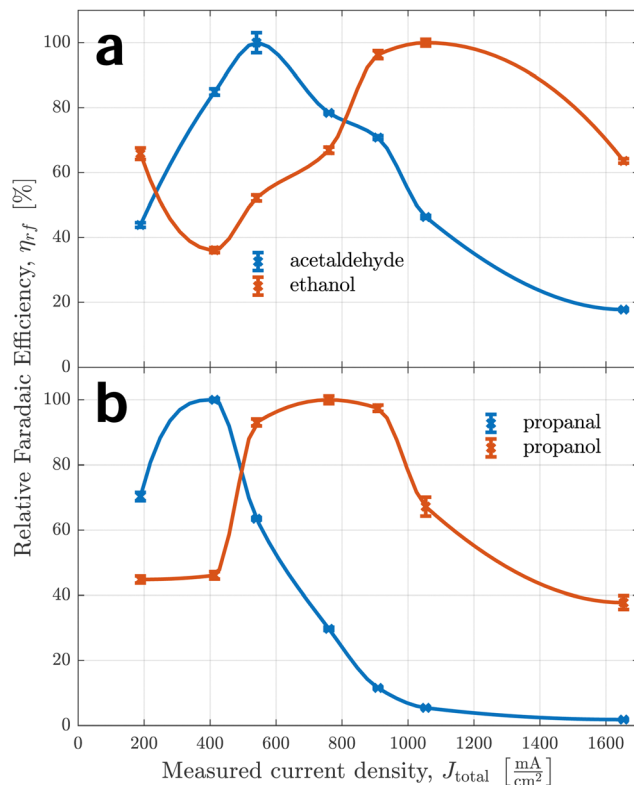 a
100
80
60
40
20
0
acetaldehyde
ethanol
Relative Faradaic Efficiency, η_rf [%]
b
100
80
60
40
20
0
propanal
propanol
0 200 400 600 800 1000 1200 1400 1600
Measured current density, J_total [mA/cm²]